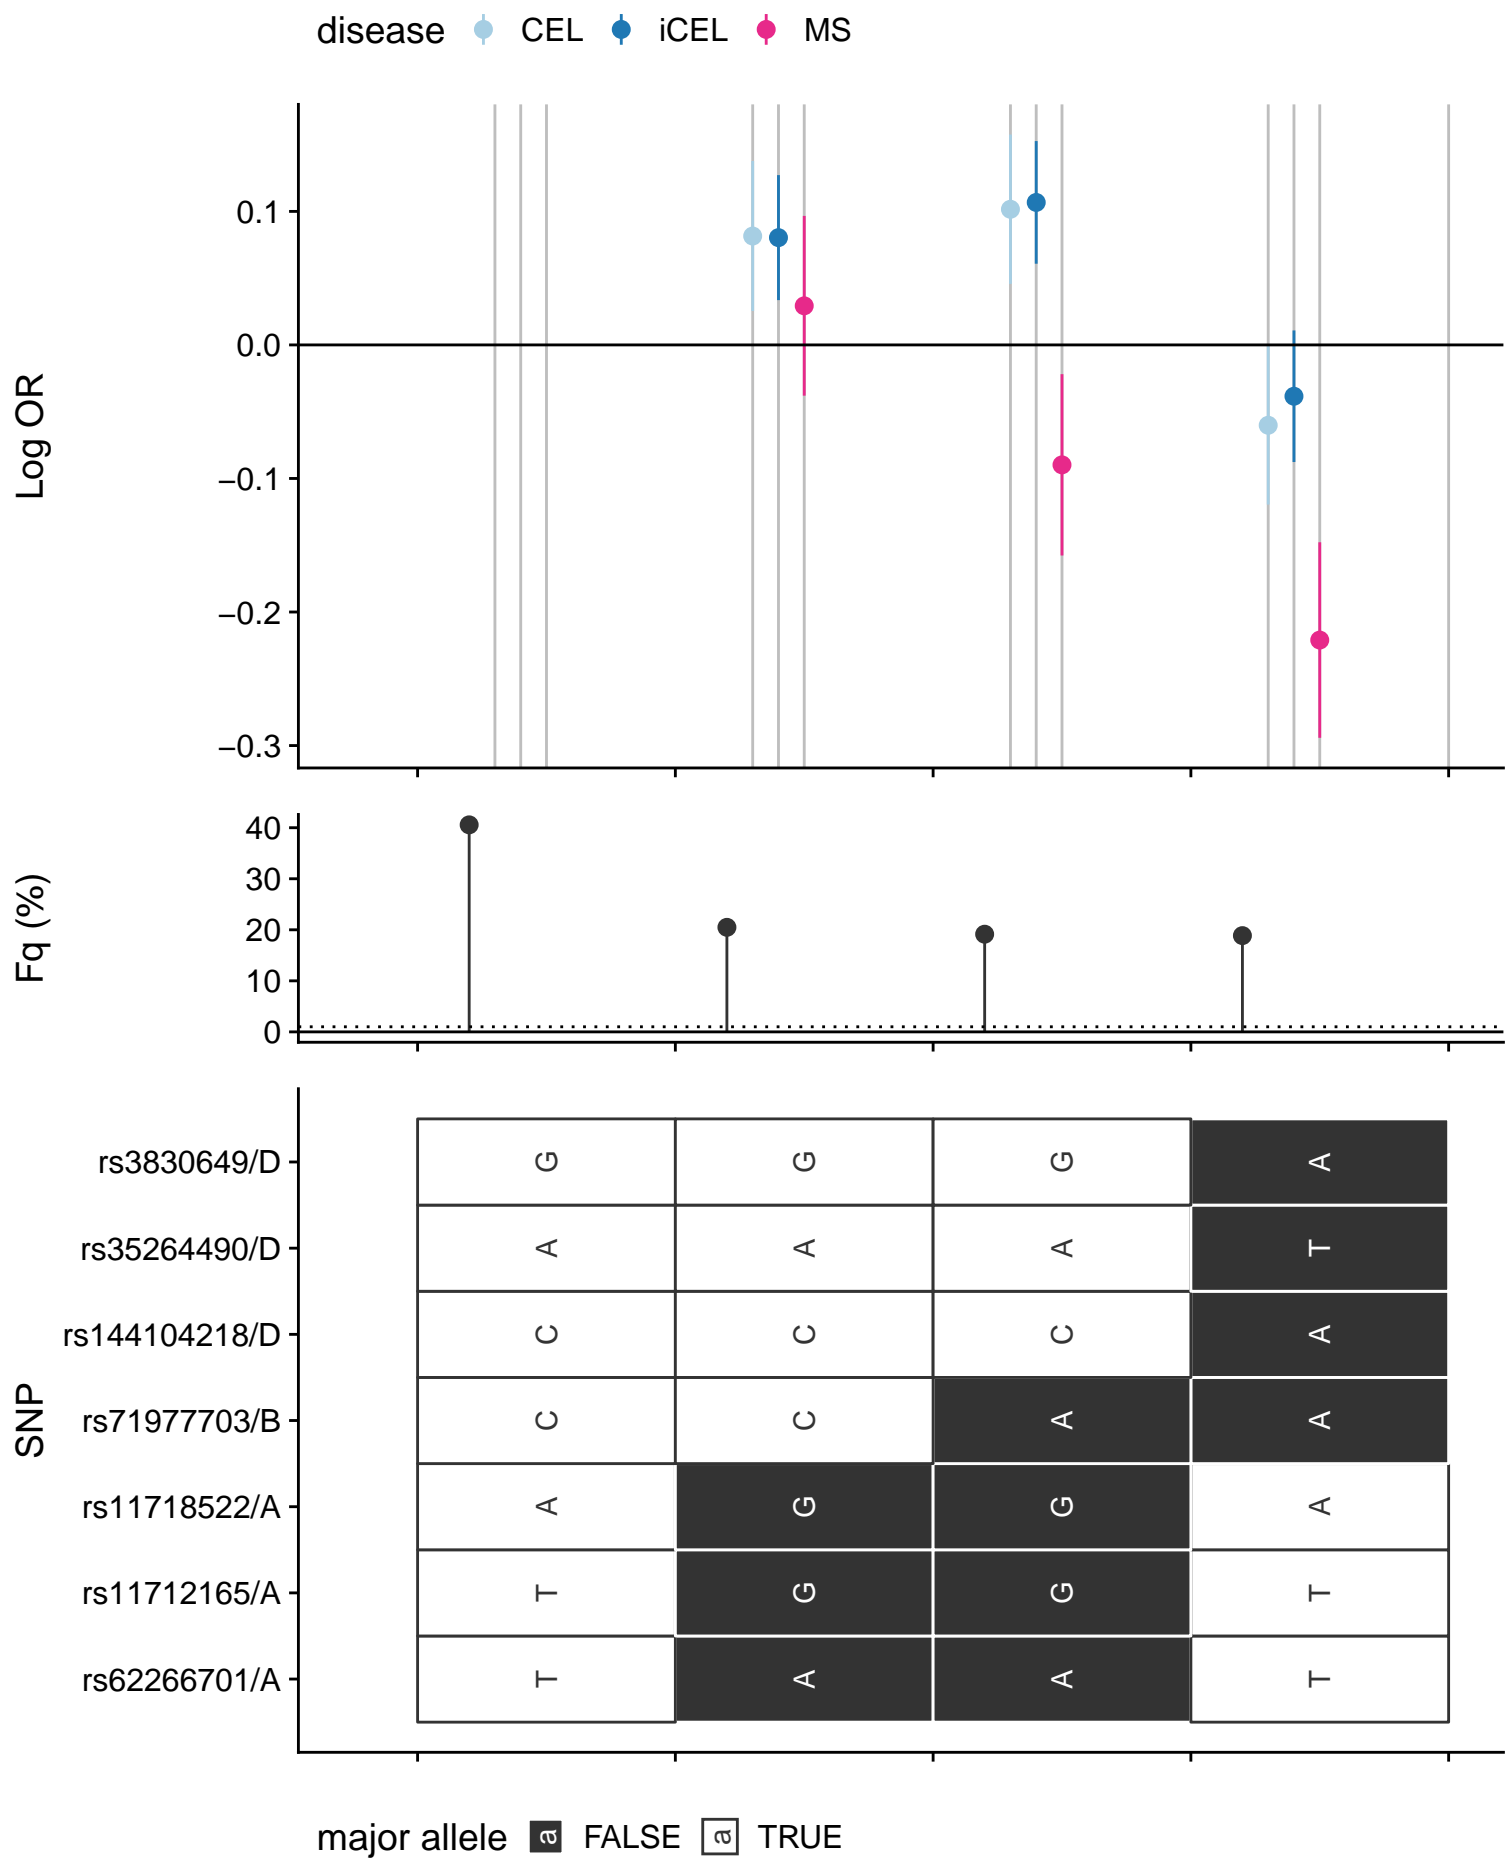 disease CEL iCEL MS
Log OR
0.1
0.0
−0.1
−0.2
−0.3
Fq (%)
40
30
20
10
0
SNP
rs3830649/D G G G A
rs35264490/D A A A T
rs144104218/D C C C A
rs71977703/B C C A A
rs11718522/A A G G A
rs11712165/A T G G T
rs62266701/A T A A T
major allele a FALSE a TRUE